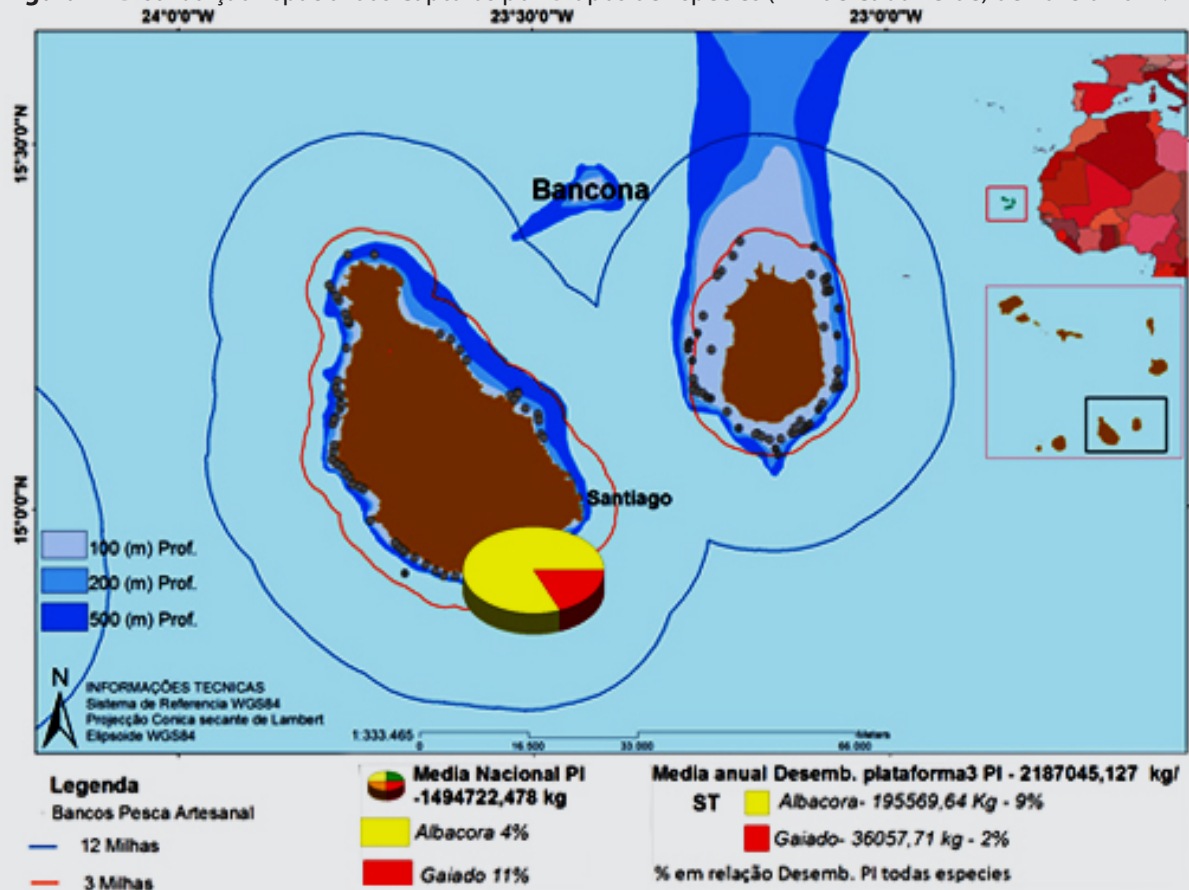 24°0'0"W 23°30'0"W 23°0'0"W
15°30'0"N
Bancona
Santiago
15°0'0"N
100 (m) Prof.
200 (m) Prof.
500 (m) Prof.
N
INFORMAÇÕES TECNICAS
Sistema de Referencia WGS84
Projecção Conica secante de Lambert
Elipsoide WGS84
1:333.465
0 16.500 33.000 66.000
Meters
Legenda
Bancos Pesca Artesanal
12 Milhas
3 Milhas
Media Nacional PI
-1494722,478 kg
Albacora 4%
Gaiado 11%
Media anual Desemb. plataforma3 PI - 2187045,127 kg/
ST
Albacora- 195569,64 Kg - 9%
Gaiado- 36057,71 kg - 2%
% em relação Desemb. PI todas especies